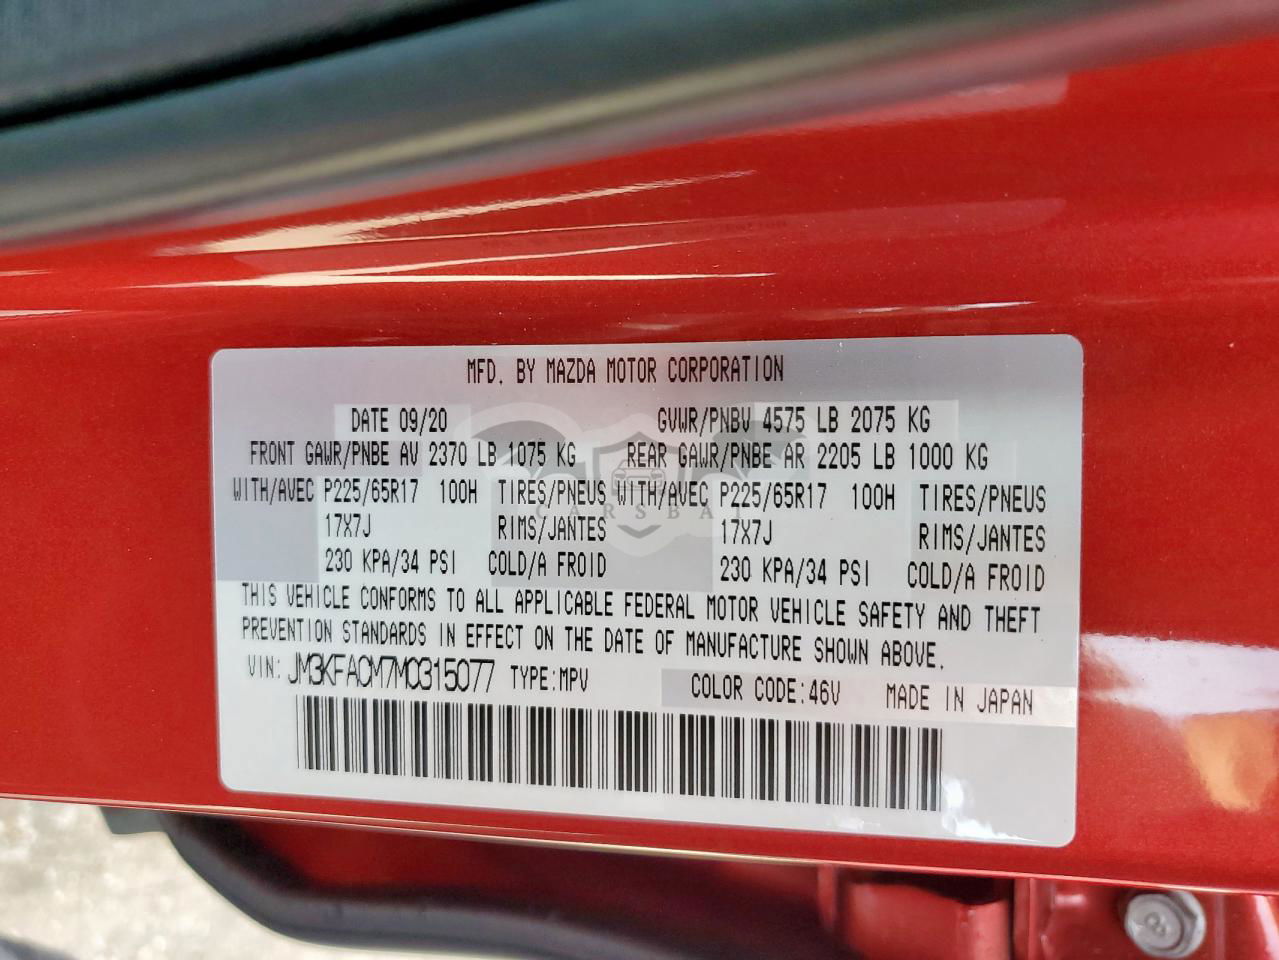 MFD. BY MAZDA MOTOR CORPORATION
DATE 09/20 GVWR/PNBV 4575 LB 2075 KG
FRONT GAWR/PNBE AV 2370 LB 1075 KG REAR GAWR/PNBE AR 2205 LB 1000 KG
WITH/AVEC P225/65R17 100H TIRES/PNEUS WITH/AVEC P225/65R17 100H TIRES/PNEUS
17X7J RIMS/JANTES 17X7J RIMS/JANTES
230 KPA/34 PSI COLD/A FROID 230 KPA/34 PSI COLD/A FROID
THIS VEHICLE CONFORMS TO ALL APPLICABLE FEDERAL MOTOR VEHICLE SAFETY AND THEFT
PREVENTION STANDARDS IN EFFECT ON THE DATE OF MANUFACTURE SHOWN ABOVE.
VIN: JM3KFACM7M0315077 TYPE:MPV COLOR CODE:46V MADE IN JAPAN